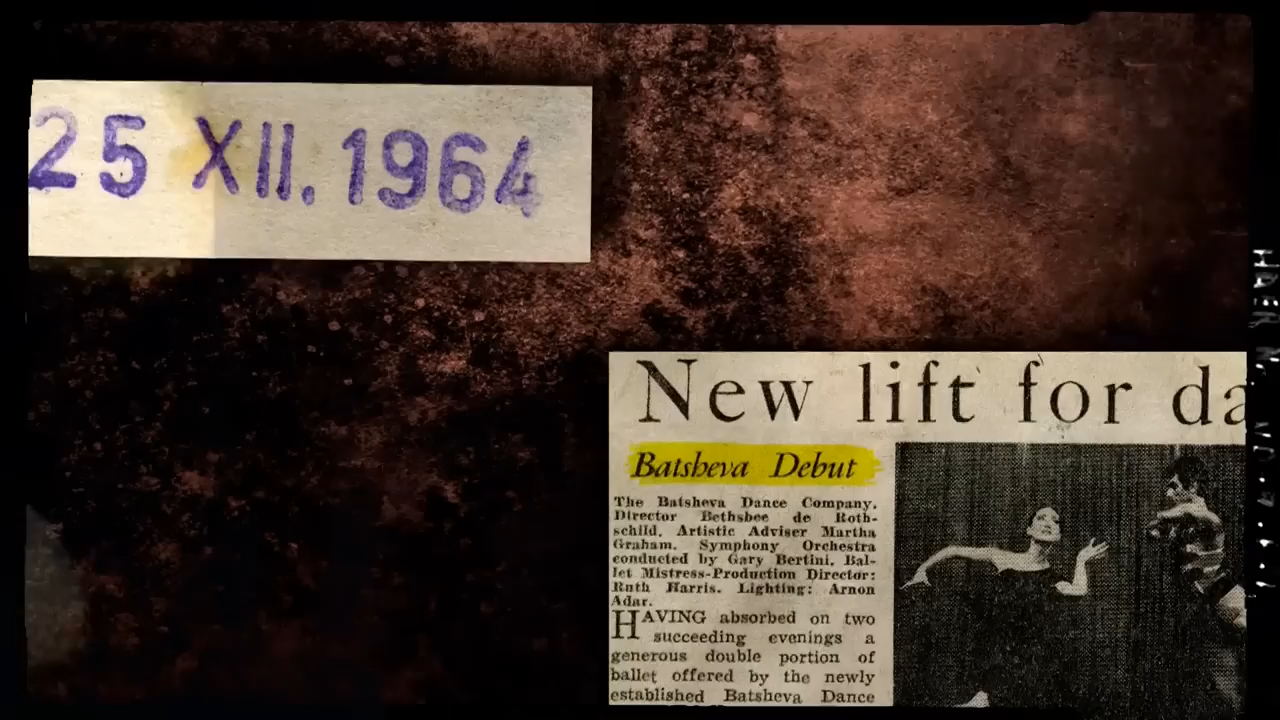 25 XII. 1964
New lift for da
Batsheva Debut
The Batsheva Dance Company.
Director Bethsbee de Roth-
schild, Artistic Adviser Martha
Graham. Symphony Orchestra
conducted by Gary Bertini. Bal-
let Mistress-Production Director:
Ruth Harris. Lighting: Arnon
Adar.
HAVING absorbed on two
succeeding evenings a
generous double portion of
ballet offered by the newly
established Batsheva Dance